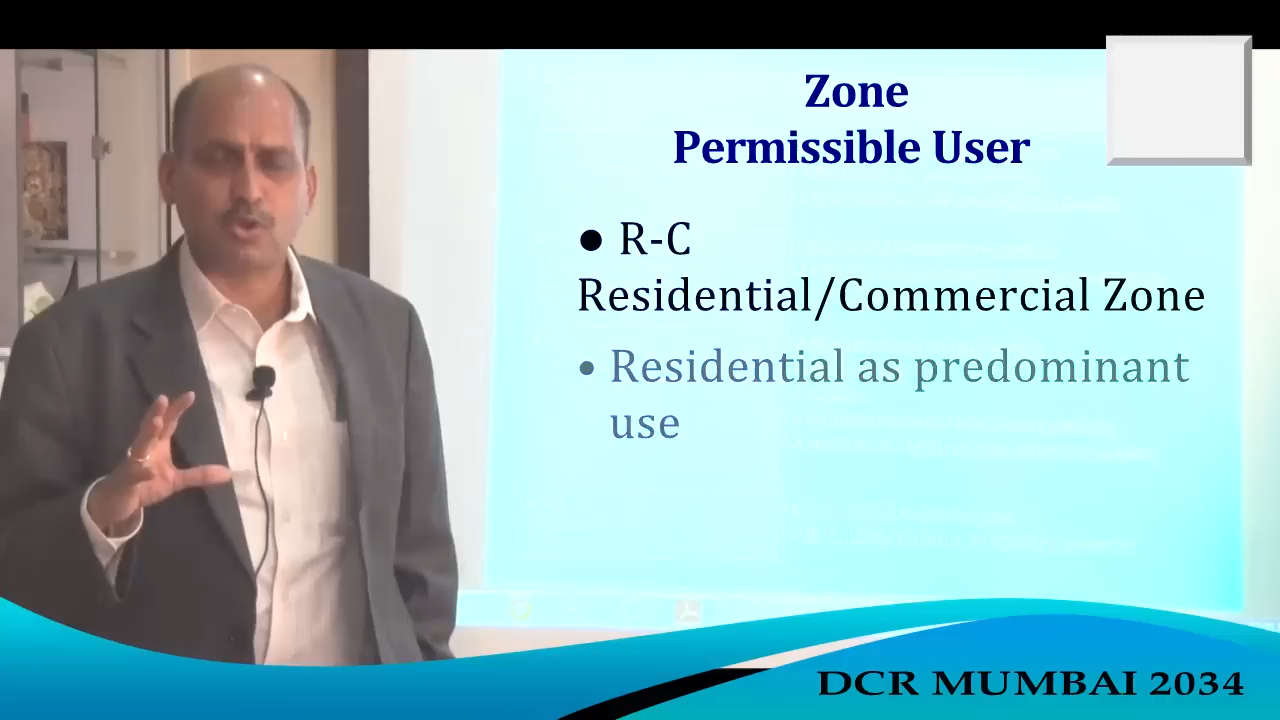 Zone
Permissible User
● R-C
Residential/Commercial Zone
• Residential as predominant
use
DCR MUMBAI 2034